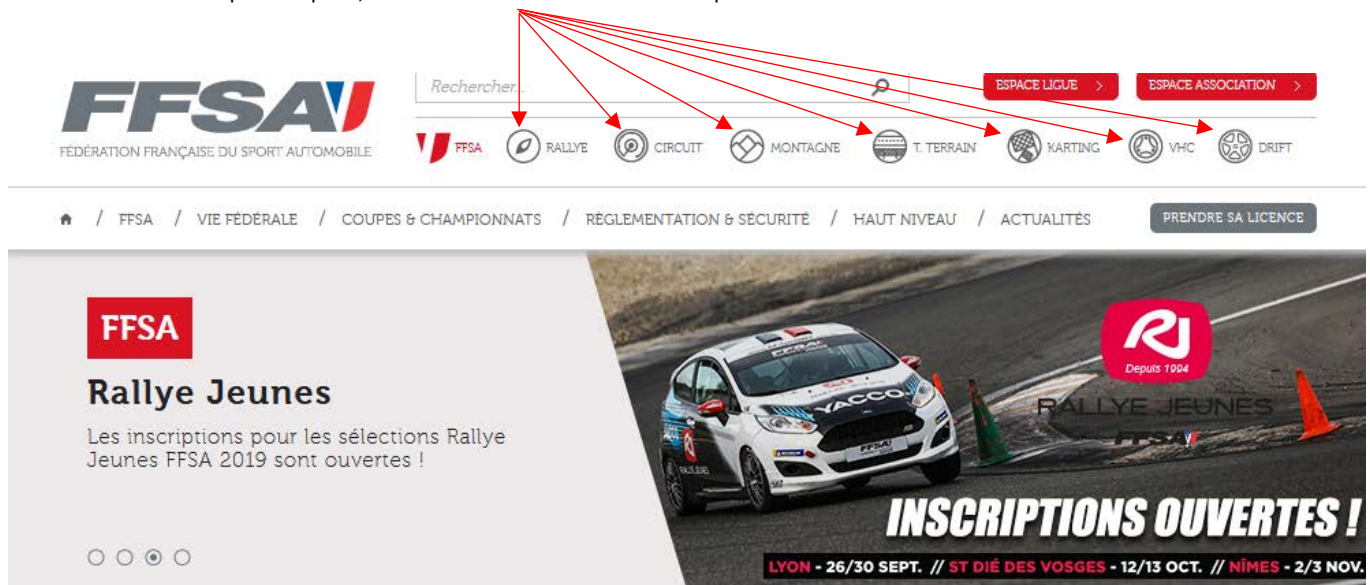 Rechercher...
ESPACE LIGUE >
ESPACE ASSOCIATION >
FFSA
FÉDÉRATION FRANÇAISE DU SPORT AUTOMOBILE
FFSA
RALLYE
CIRCUIT
MONTAGNE
T. TERRAIN
KARTING
VHC
DRIFT
/ FFSA / VIE FÉDÉRALE / COUPES & CHAMPIONNATS / RÈGLEMENTATION & SÉCURITÉ / HAUT NIVEAU / ACTUALITÉS
PRENDRE SA LICENCE
FFSA
Rallye Jeunes
Les inscriptions pour les sélections Rallye
Jeunes FFSA 2019 sont ouvertes !
RJ
Depuis 1994
RALLYE JEUNES
FFSA
YACCO
FFSA
RALLYE JEUNES
INSCRIPTIONS OUVERTES !
LYON - 26/30 SEPT. // ST DIÉ DES VOSGES - 12/13 OCT. // NÎMES - 2/3 NOV.